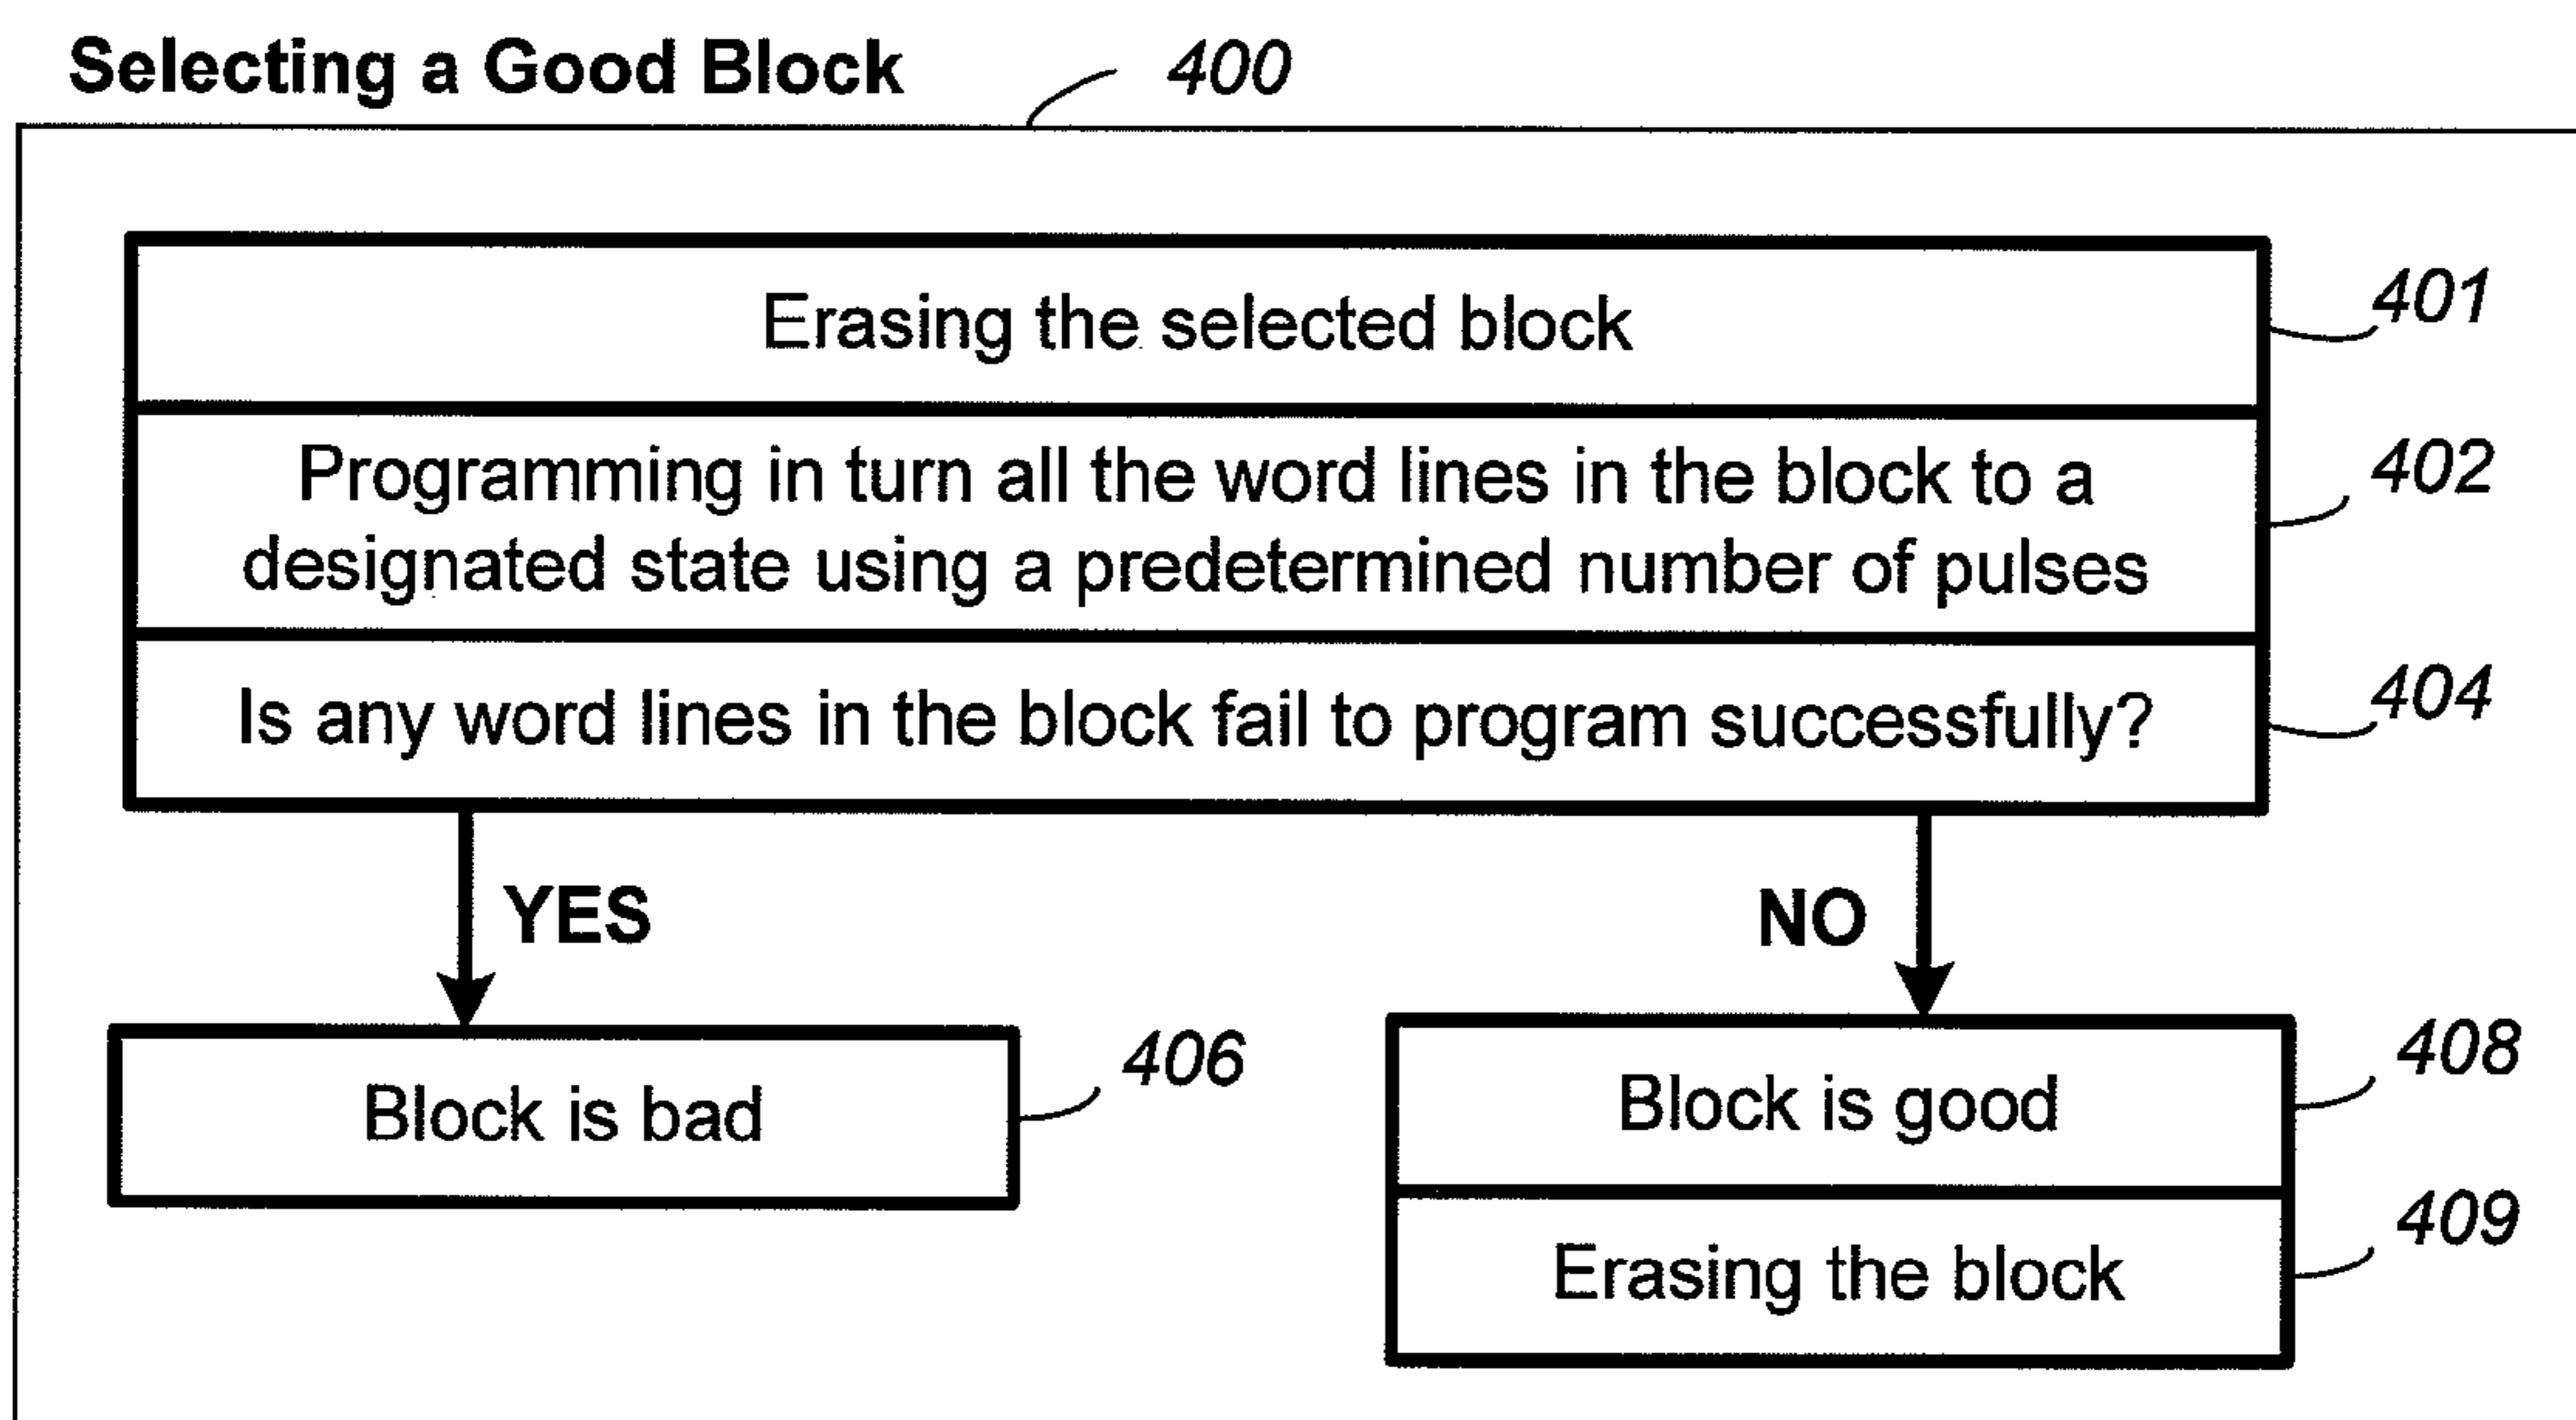 Selecting a Good Block
400
Erasing the selected block
401
Programming in turn all the word lines in the block to a
designated state using a predetermined number of pulses
402
Is any word lines in the block fail to program successfully?
404
YES
NO
Block is bad
406
Block is good
408
Erasing the block
409